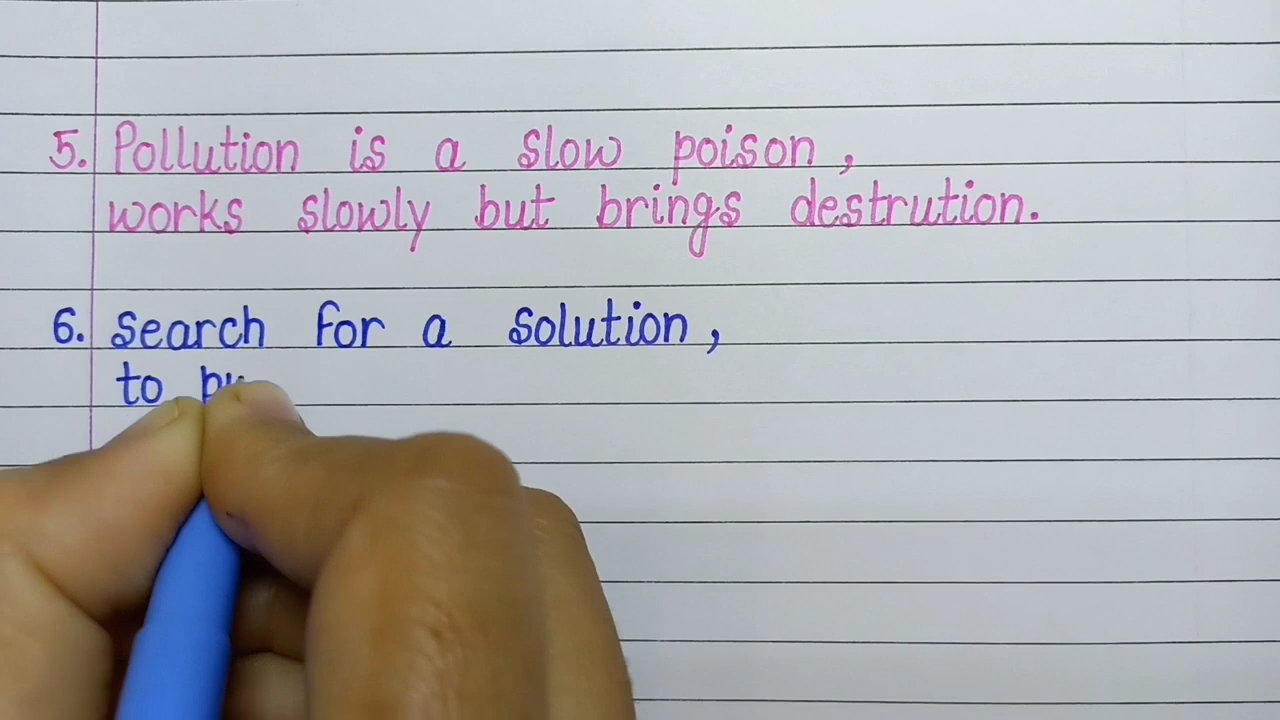 5. Pollution is a slow poison,
works slowly but brings destrution.
6. Search for a solution,
to